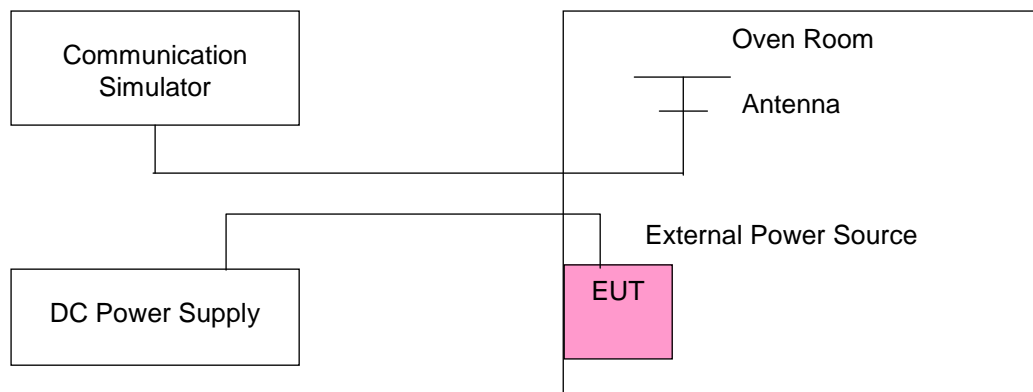 Communication
Simulator
Oven Room
Antenna
External Power Source
DC Power Supply
EUT